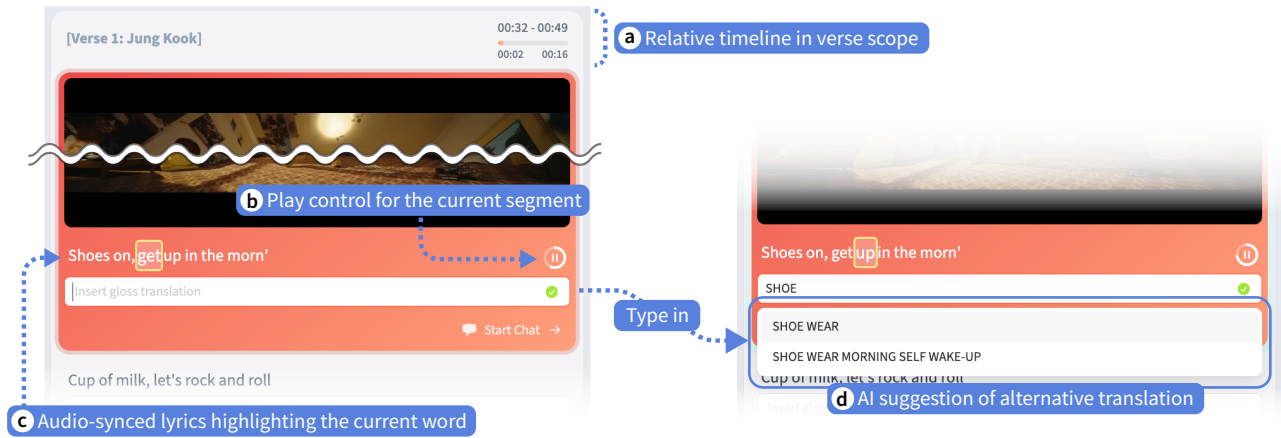 [Verse 1: Jung Kook]
00:32 - 00:49
00:02 00:16
a Relative timeline in verse scope
b Play control for the current segment
Shoes on, get up in the morn'
Insert gloss translation
Start Chat →
Cup of milk, let's rock and roll
c Audio-synced lyrics highlighting the current word
Type in
Shoes on, get up in the morn'
SHOE
SHOE WEAR
SHOE WEAR MORNING SELF WAKE-UP
Cup of milk, let's rock and roll
d AI suggestion of alternative translation